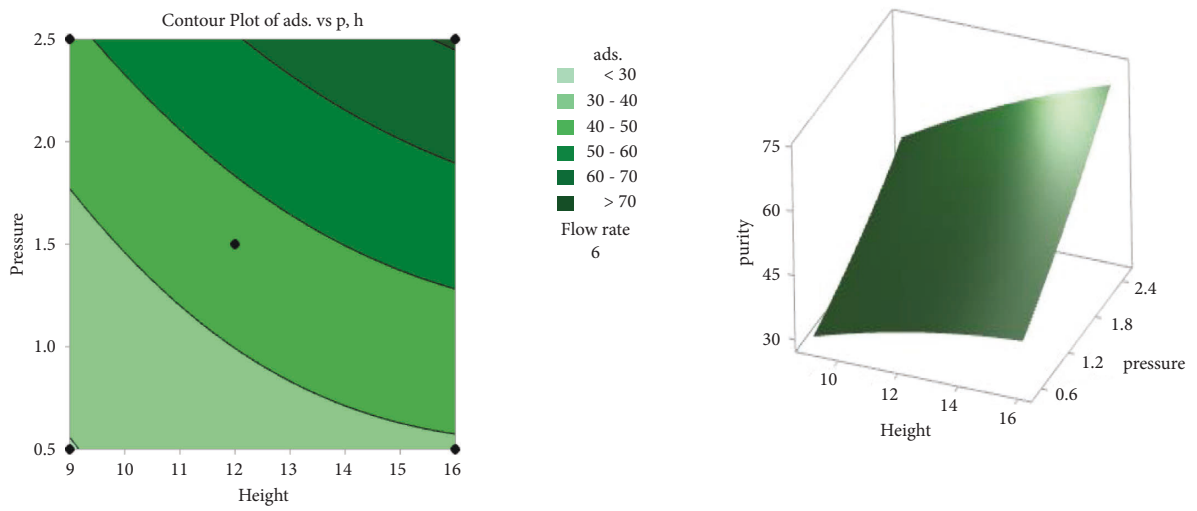 Contour Plot of ads. vs p, h
2.5
2.0
1.5
1.0
0.5
Pressure
9 10 11 12 13 14 15 16
Height
ads.
< 30
30 - 40
40 - 50
50 - 60
60 - 70
> 70
Flow rate
6
75
60
45
30
purity
10
12
14
16
Height
2.4
1.8
1.2
0.6
pressure